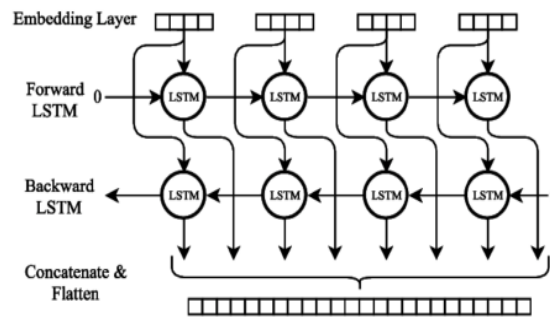 Embedding Layer
Forward
LSTM
0
LSTM
LSTM
LSTM
LSTM
Backward
LSTM
LSTM
LSTM
LSTM
LSTM
Concatenate &
Flatten